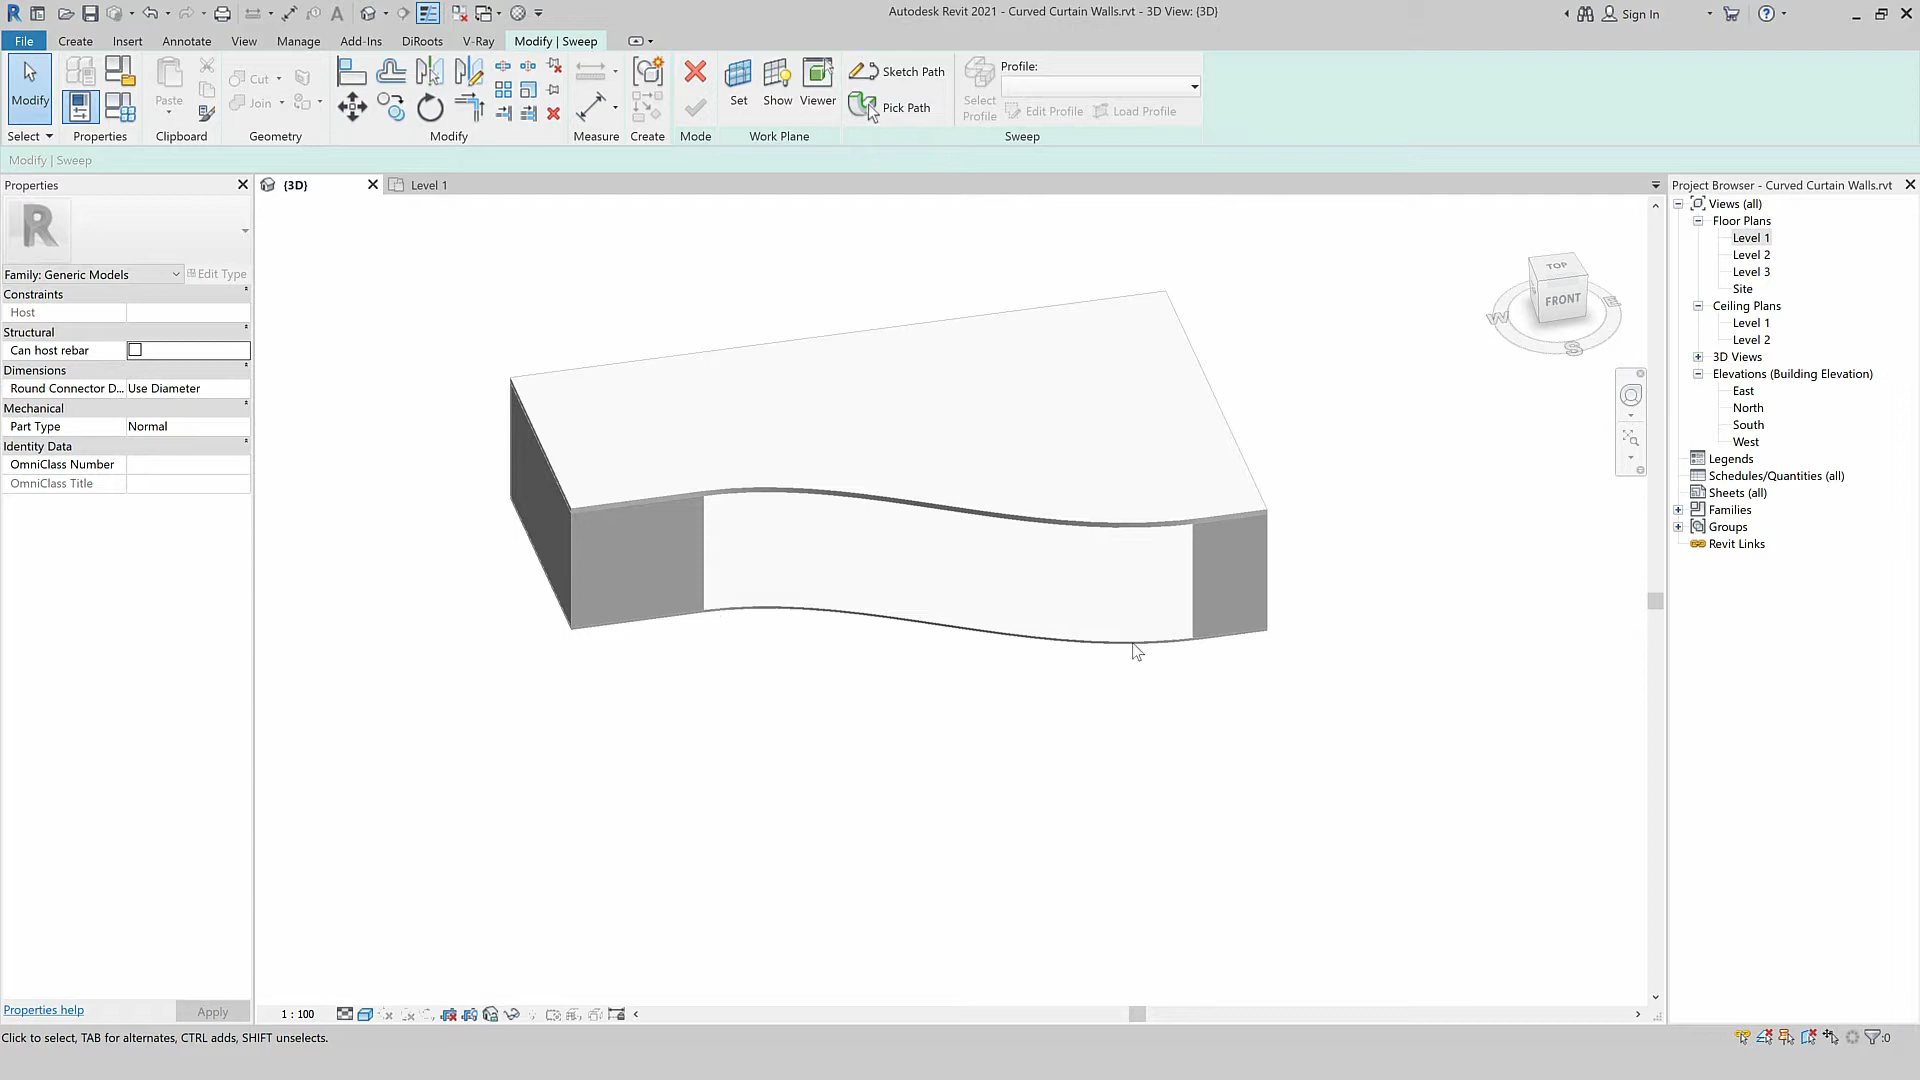 Autodesk Revit 2021 - Curved Curtain Walls.rvt - 3D View: {3D}
Sign In
File Create Insert Annotate View Manage Add-Ins DiRoots V-Ray Modify | Sweep
Modify
Paste
Cut
Join
Set Show Viewer
Sketch Path
Pick Path
Select Profile
Profile:
Edit Profile Load Profile
Select Properties Clipboard Geometry Modify Measure Create Mode Work Plane Sweep
Modify | Sweep
Properties
{3D}
Level 1
Project Browser - Curved Curtain Walls.rvt
R
Family: Generic Models
Edit Type
Constraints
Host
Structural
Can host rebar
Dimensions
Round Connector D... Use Diameter
Mechanical
Part Type Normal
Identity Data
OmniClass Number
OmniClass Title
TOP
FRONT
W
E
S
Views (all)
Floor Plans
Level 1
Level 2
Level 3
Site
Ceiling Plans
Level 1
Level 2
3D Views
Elevations (Building Elevation)
East
North
South
West
Legends
Schedules/Quantities (all)
Sheets (all)
Families
Groups
Revit Links
Properties help
Apply
1 : 100
Click to select, TAB for alternates, CTRL adds, SHIFT unselects.
:0